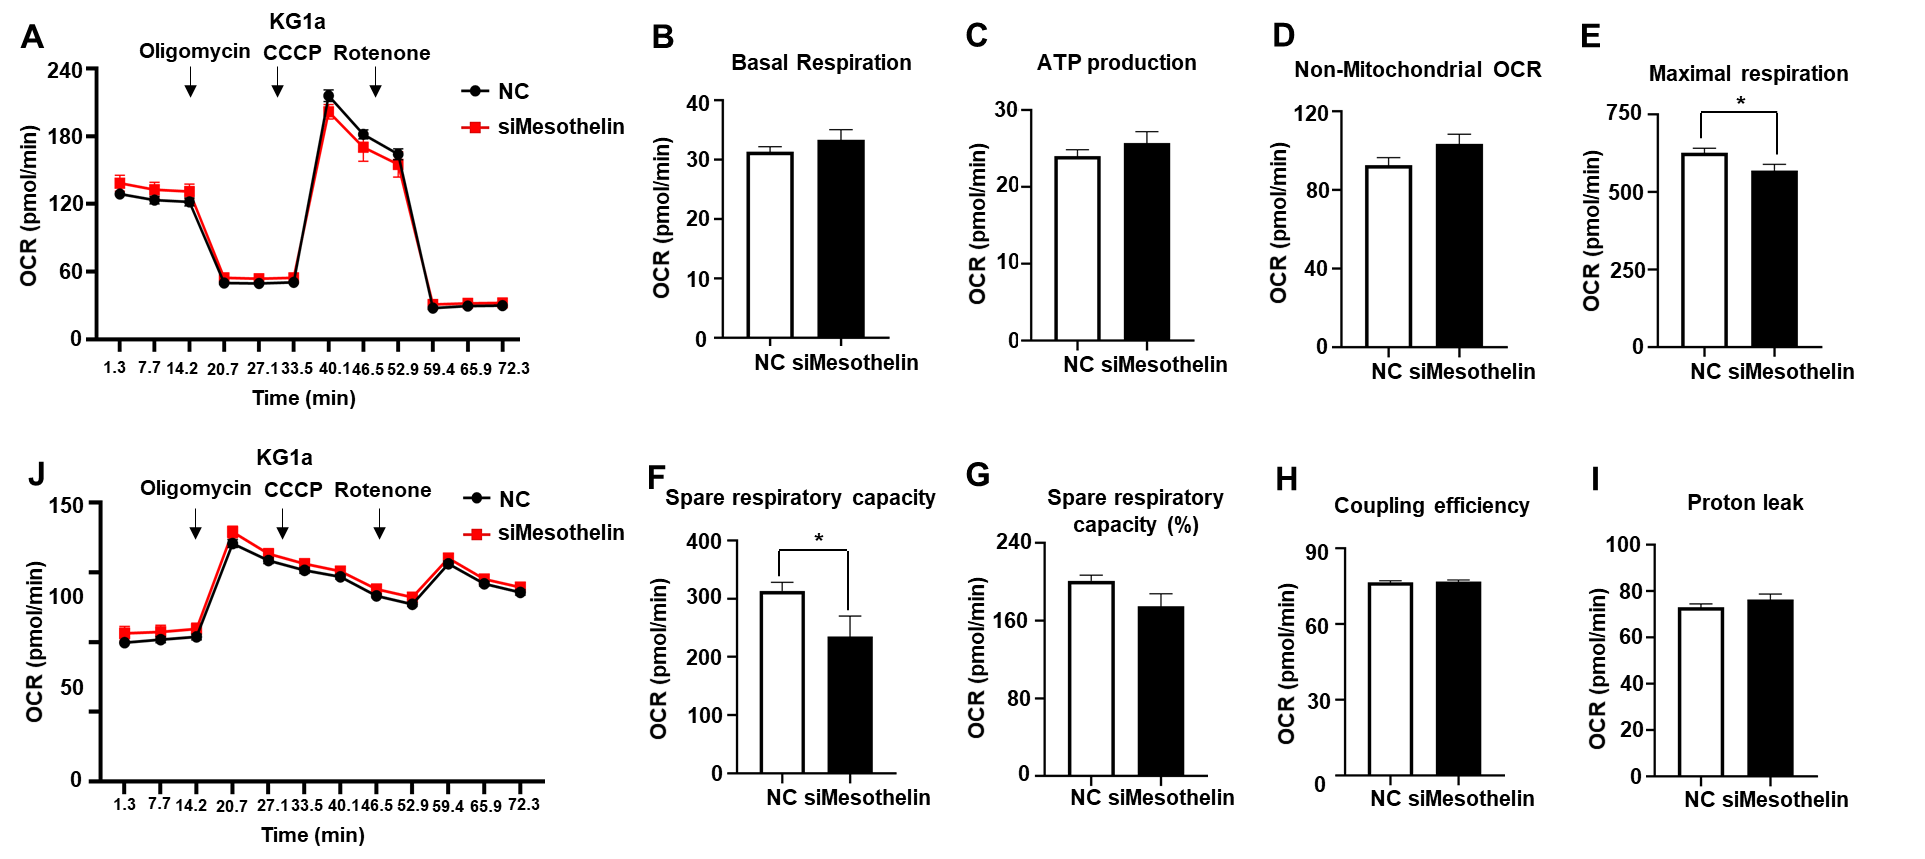 A
KG1a
Oligomycin CCCP Rotenone
NC
siMesothelin
OCR (pmol/min)
240
180
120
60
0
1.3 7.7 14.2 20.7 27.1 33.5 40.1 46.5 52.9 59.4 65.9 72.3
Time (min)
B
Basal Respiration
OCR (pmol/min)
40
30
20
10
0
NC siMesothelin
C
ATP production
OCR (pmol/min)
30
20
10
0
NC siMesothelin
D
Non-Mitochondrial OCR
OCR (pmol/min)
120
80
40
0
NC siMesothelin
E
Maximal respiration
*
OCR (pmol/min)
750
500
250
0
NC siMesothelin
J
KG1a
Oligomycin CCCP Rotenone
NC
siMesothelin
OCR (pmol/min)
150
100
50
0
1.3 7.7 14.2 20.7 27.1 33.5 40.1 46.5 52.9 59.4 65.9 72.3
Time (min)
F
Spare respiratory capacity
*
OCR (pmol/min)
400
300
200
100
0
NC siMesothelin
G
Spare respiratory
capacity (%)
OCR (pmol/min)
240
160
80
0
NC siMesothelin
H
Coupling efficiency
OCR (pmol/min)
90
60
30
0
NC siMesothelin
I
Proton leak
OCR (pmol/min)
100
80
60
40
20
0
NC siMesothelin